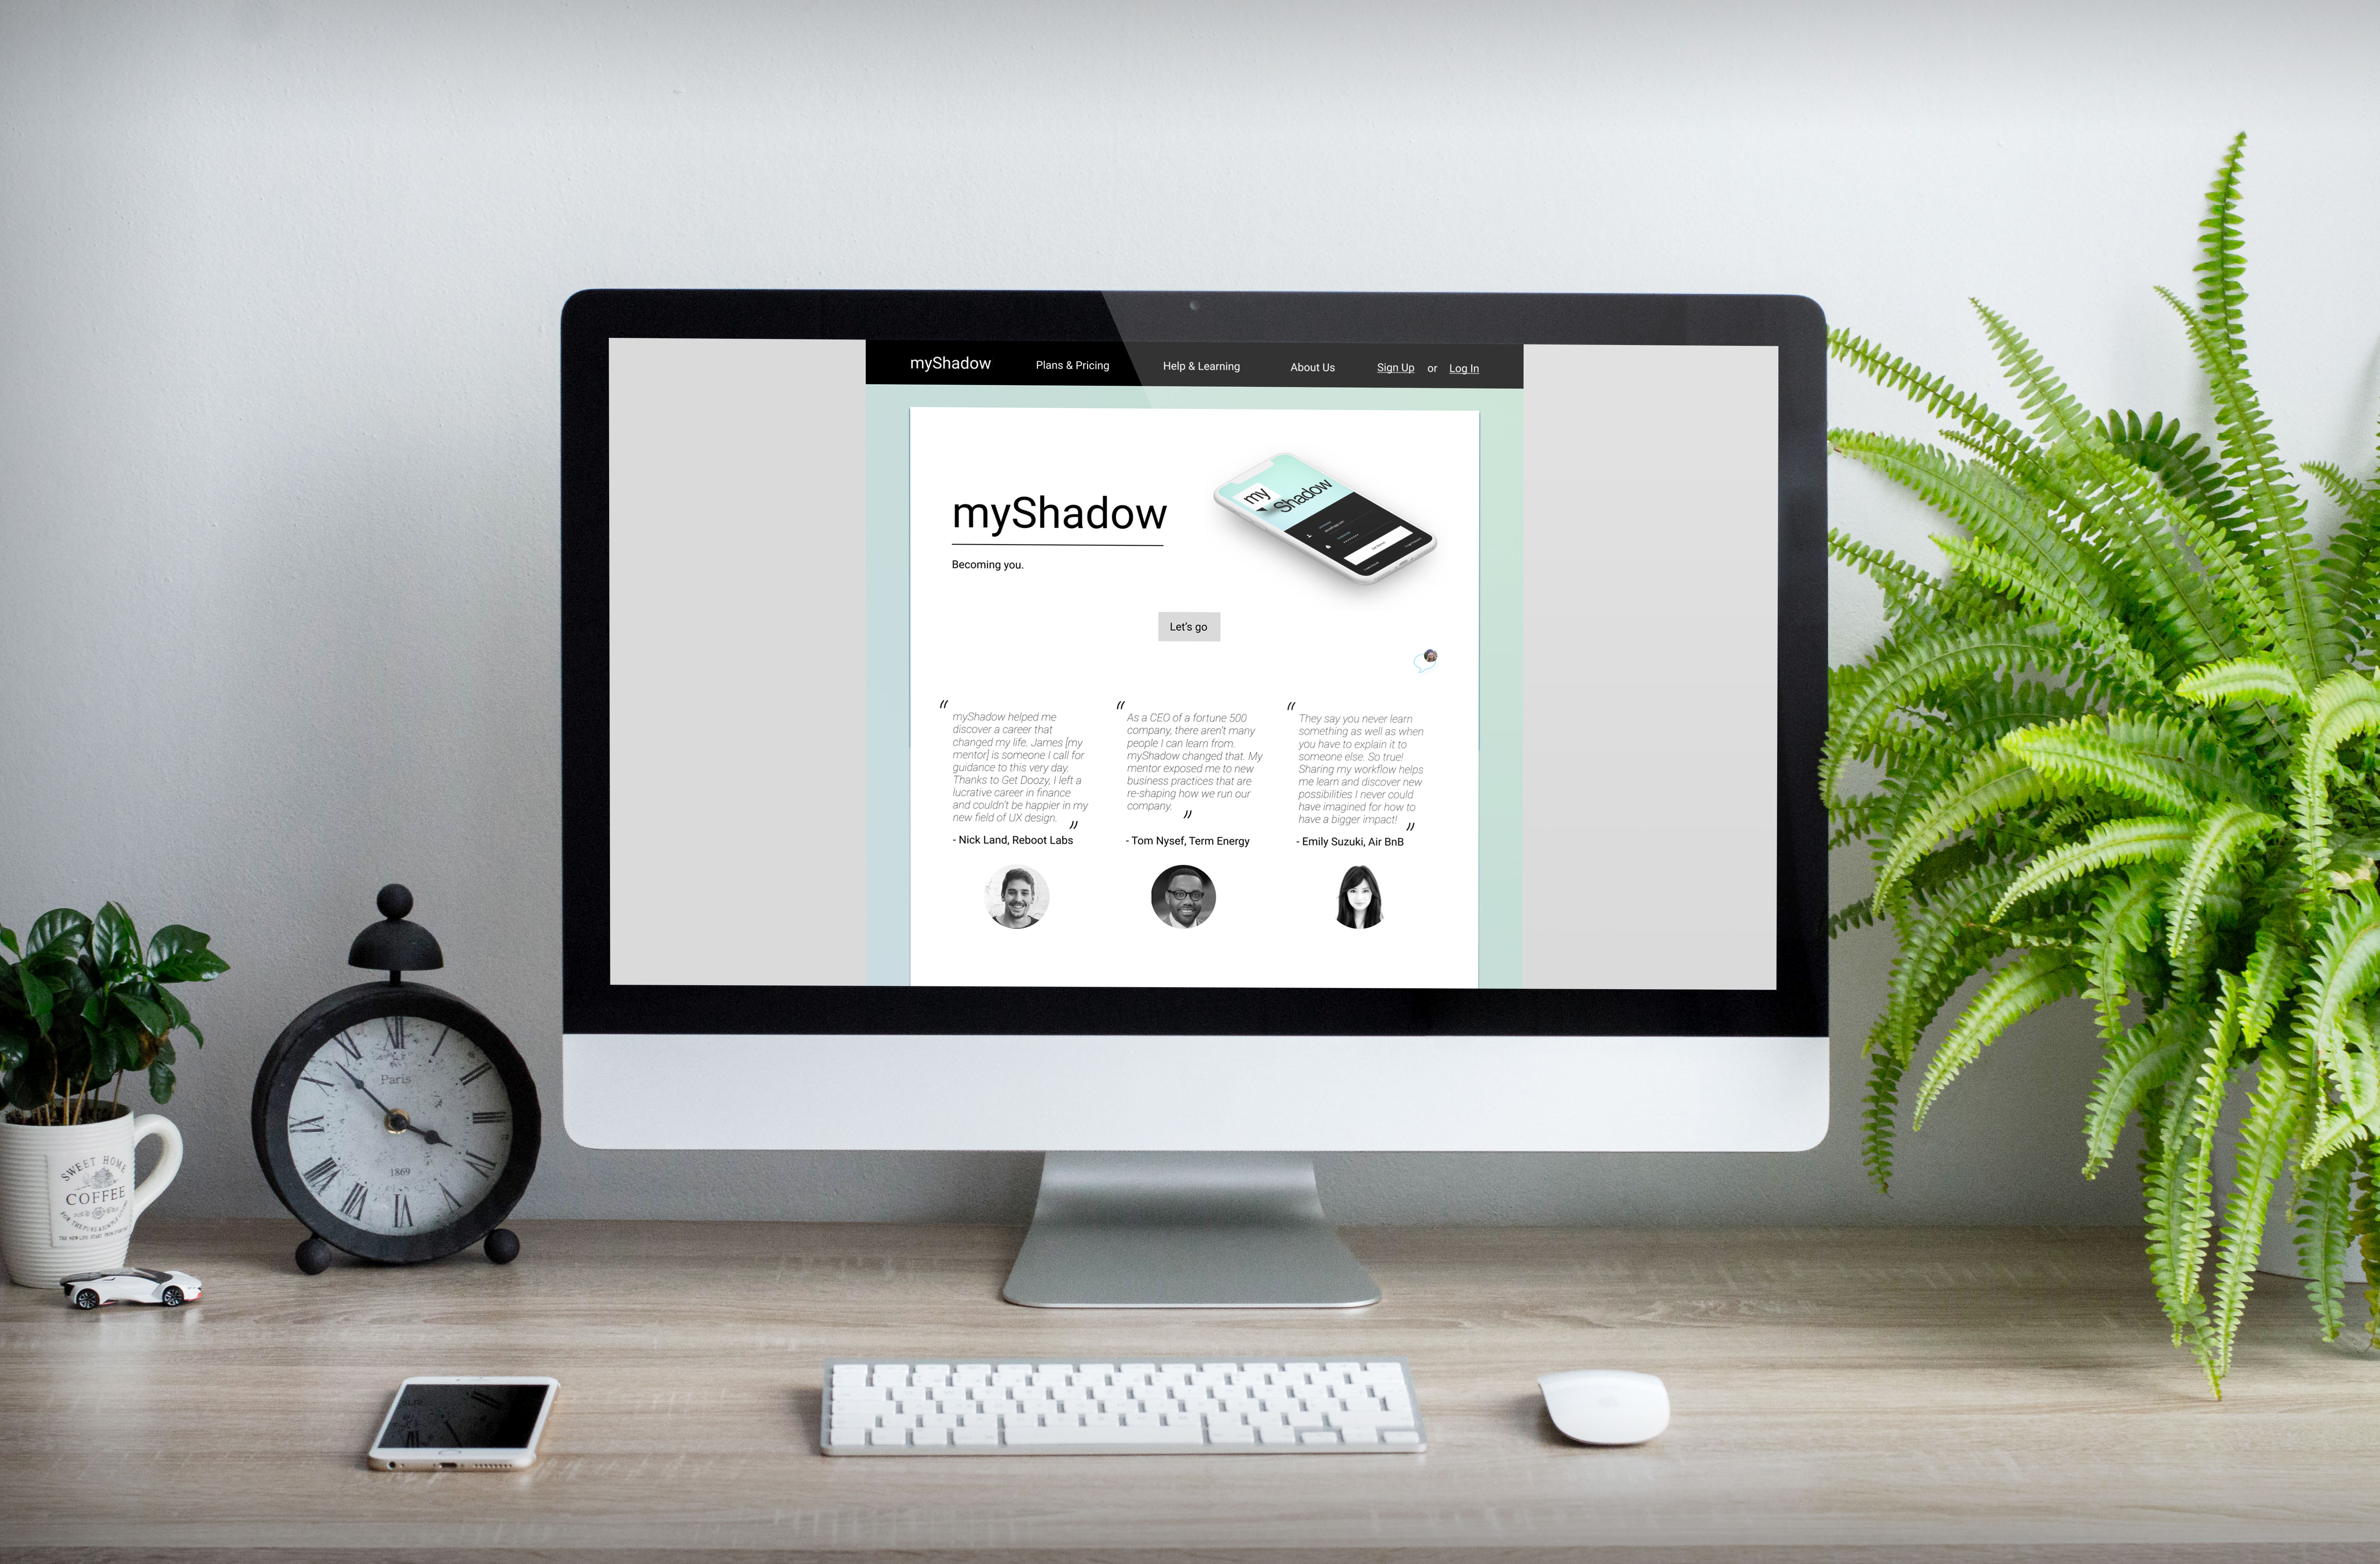 myShadow Plans & Pricing Help & Learning About Us Sign Up or Log In
myShadow
Becoming you.
my
Shadow
Let's go
“
myShadow helped me
discover a career that
changed my life. James [my
mentor] is someone I call for
guidance to this very day.
Thanks to Get Doozy, I left a
lucrative career in finance
and couldn't be happier in my
new field of UX design.
”
- Nick Land, Reboot Labs
“
As a CEO of a fortune 500
company, there aren't many
people I can learn from.
myShadow changed that. My
mentor exposed me to new
business practices that are
re-shaping how we run our
company.
”
- Tom Nysef, Term Energy
“
They say you never learn
something as well as when
you have to explain it to
someone else. So true!
Sharing my workflow helps
me learn and discover new
possibilities I never could
have imagined for how to
have a bigger impact!
”
- Emily Suzuki, Air BnB
Paris
1869
SWEET HOME
COFFEE